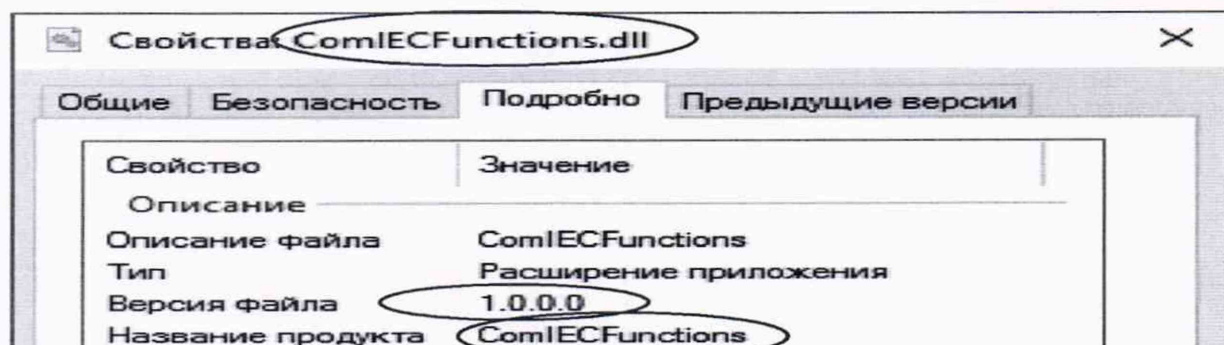 Свойства: ComIECFunctions.dll
Общие Безопасность Подробно Предыдущие версии
Свойство Значение
Описание
Описание файла ComIECFunctions
Тип Расширение приложения
Версия файла 1.0.0.0
Название продукта ComIECFunctions